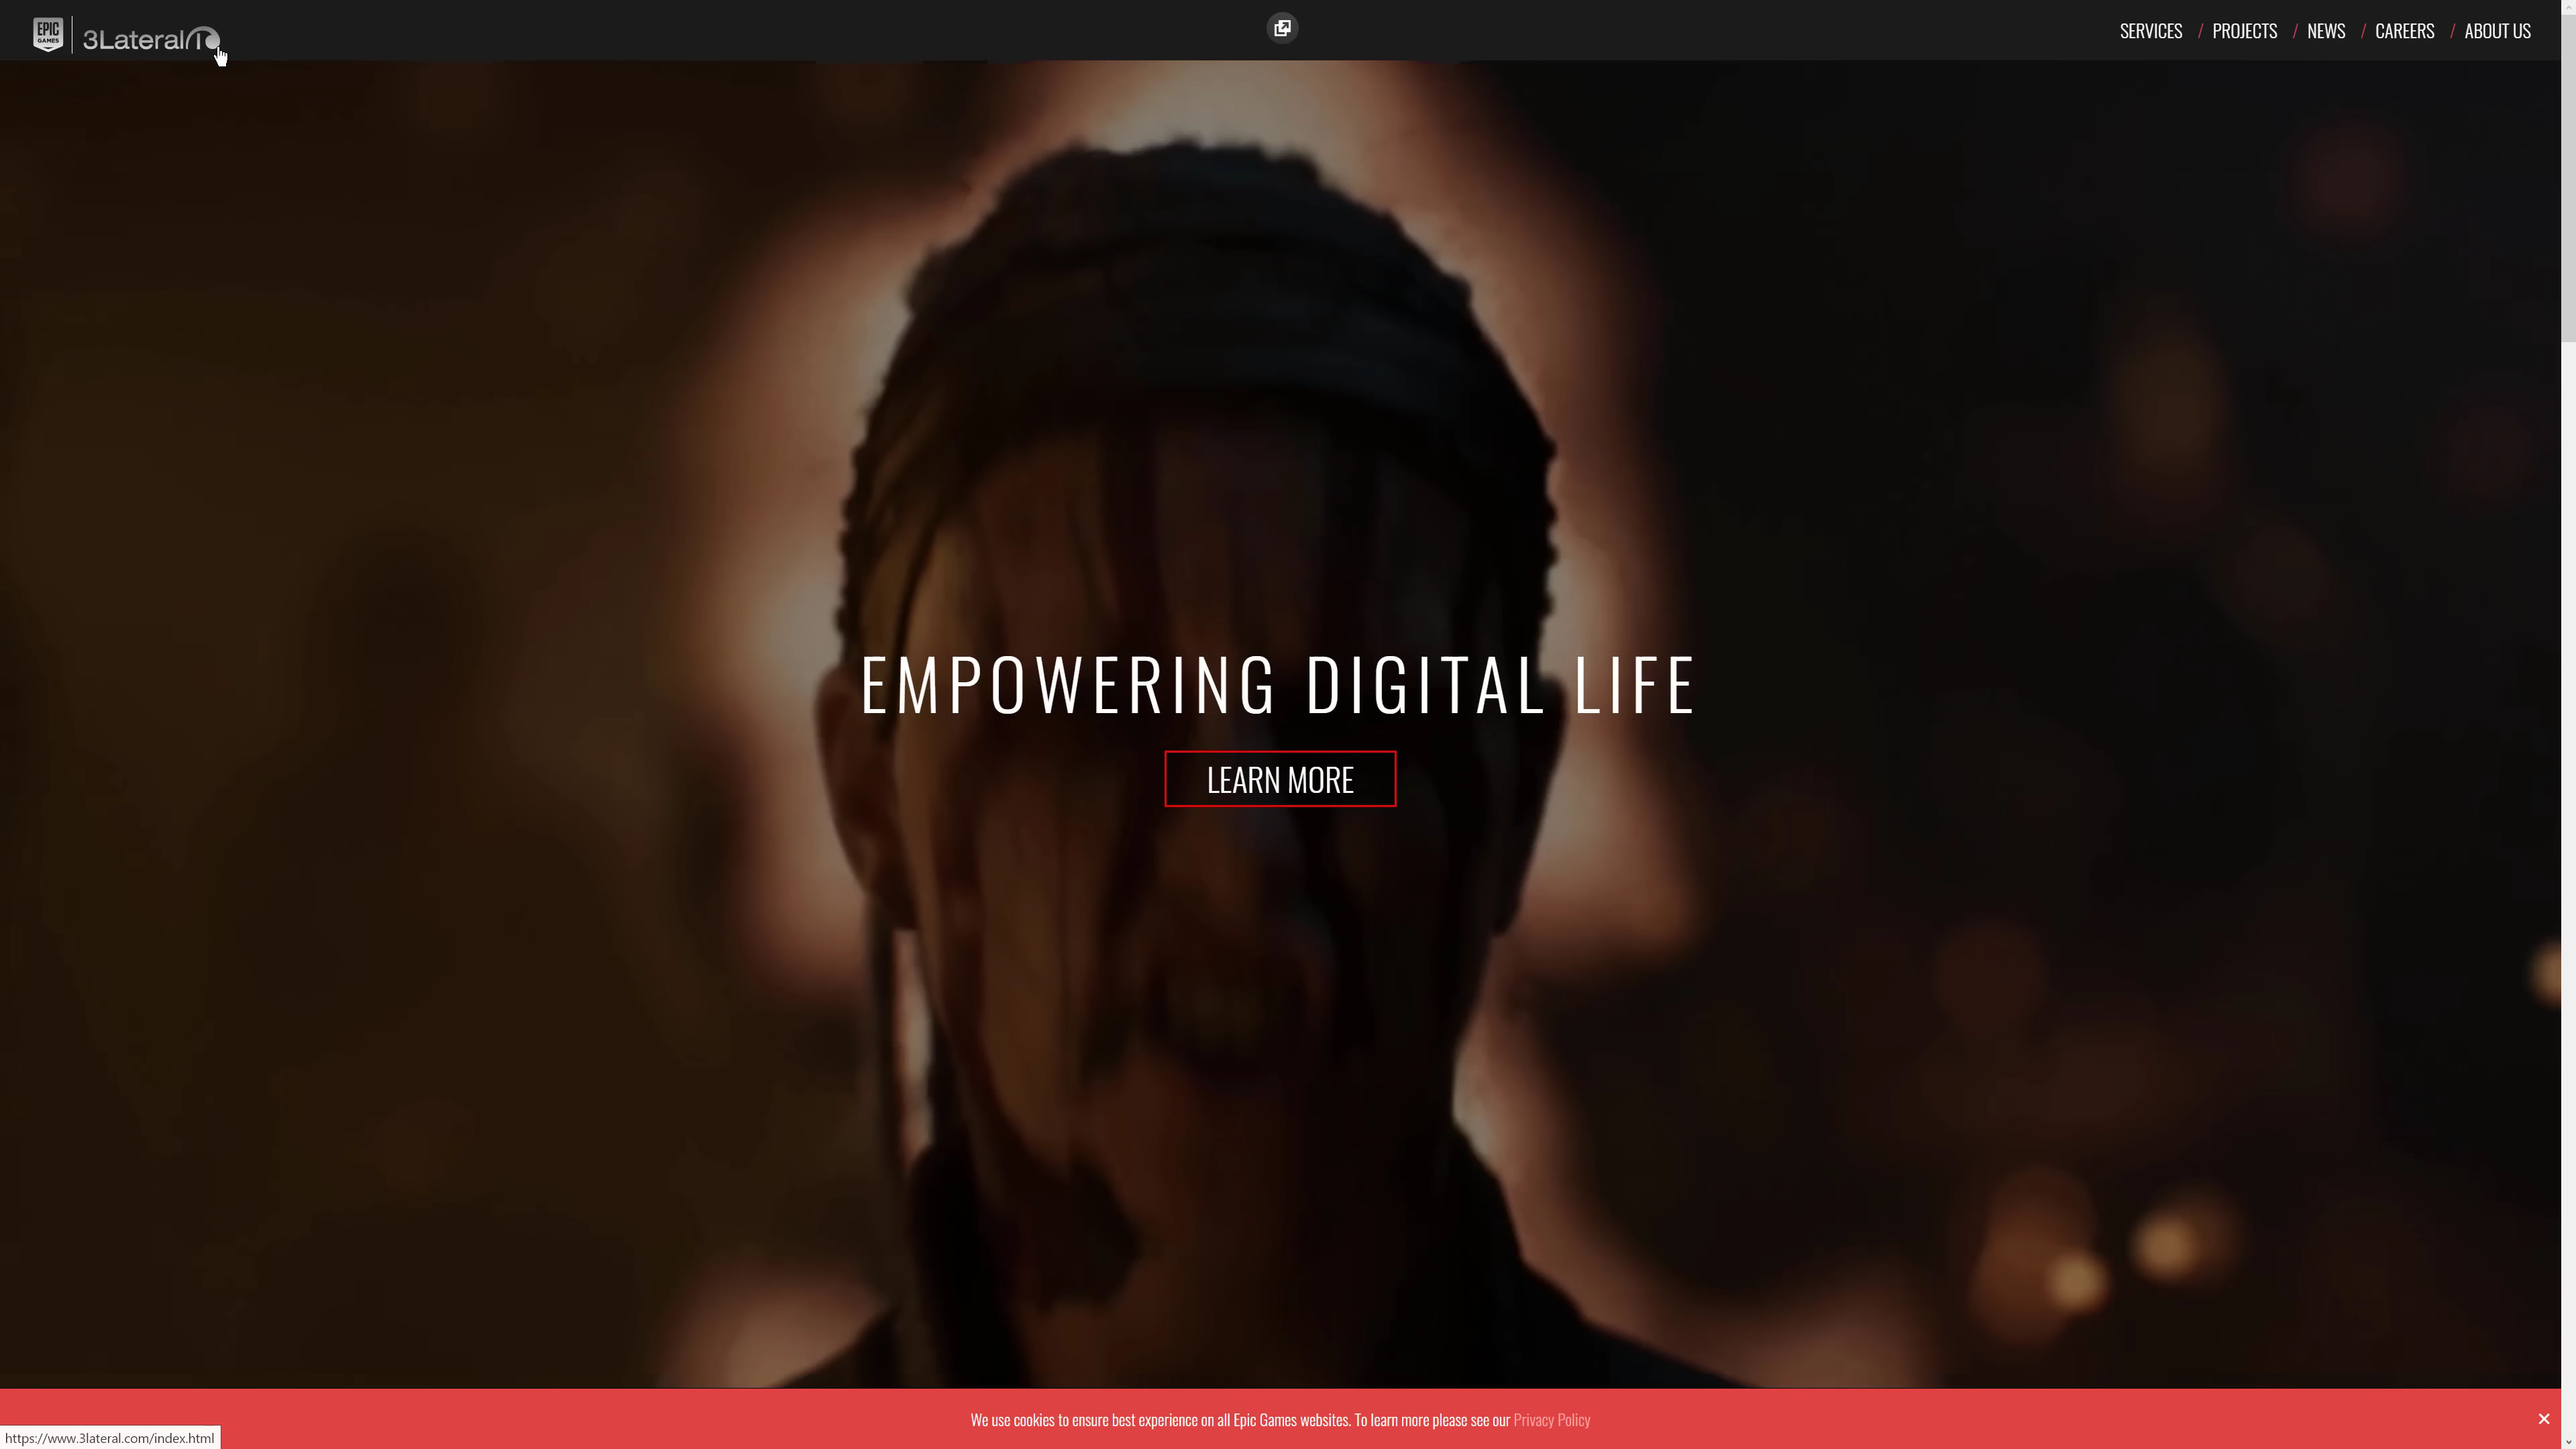 EPIC
GAMES
3Lateral
SERVICES / PROJECTS / NEWS / CAREERS / ABOUT US
EMPOWERING DIGITAL LIFE
LEARN MORE
We use cookies to ensure best experience on all Epic Games websites. To learn more please see our Privacy Policy
https://www.3lateral.com/index.html